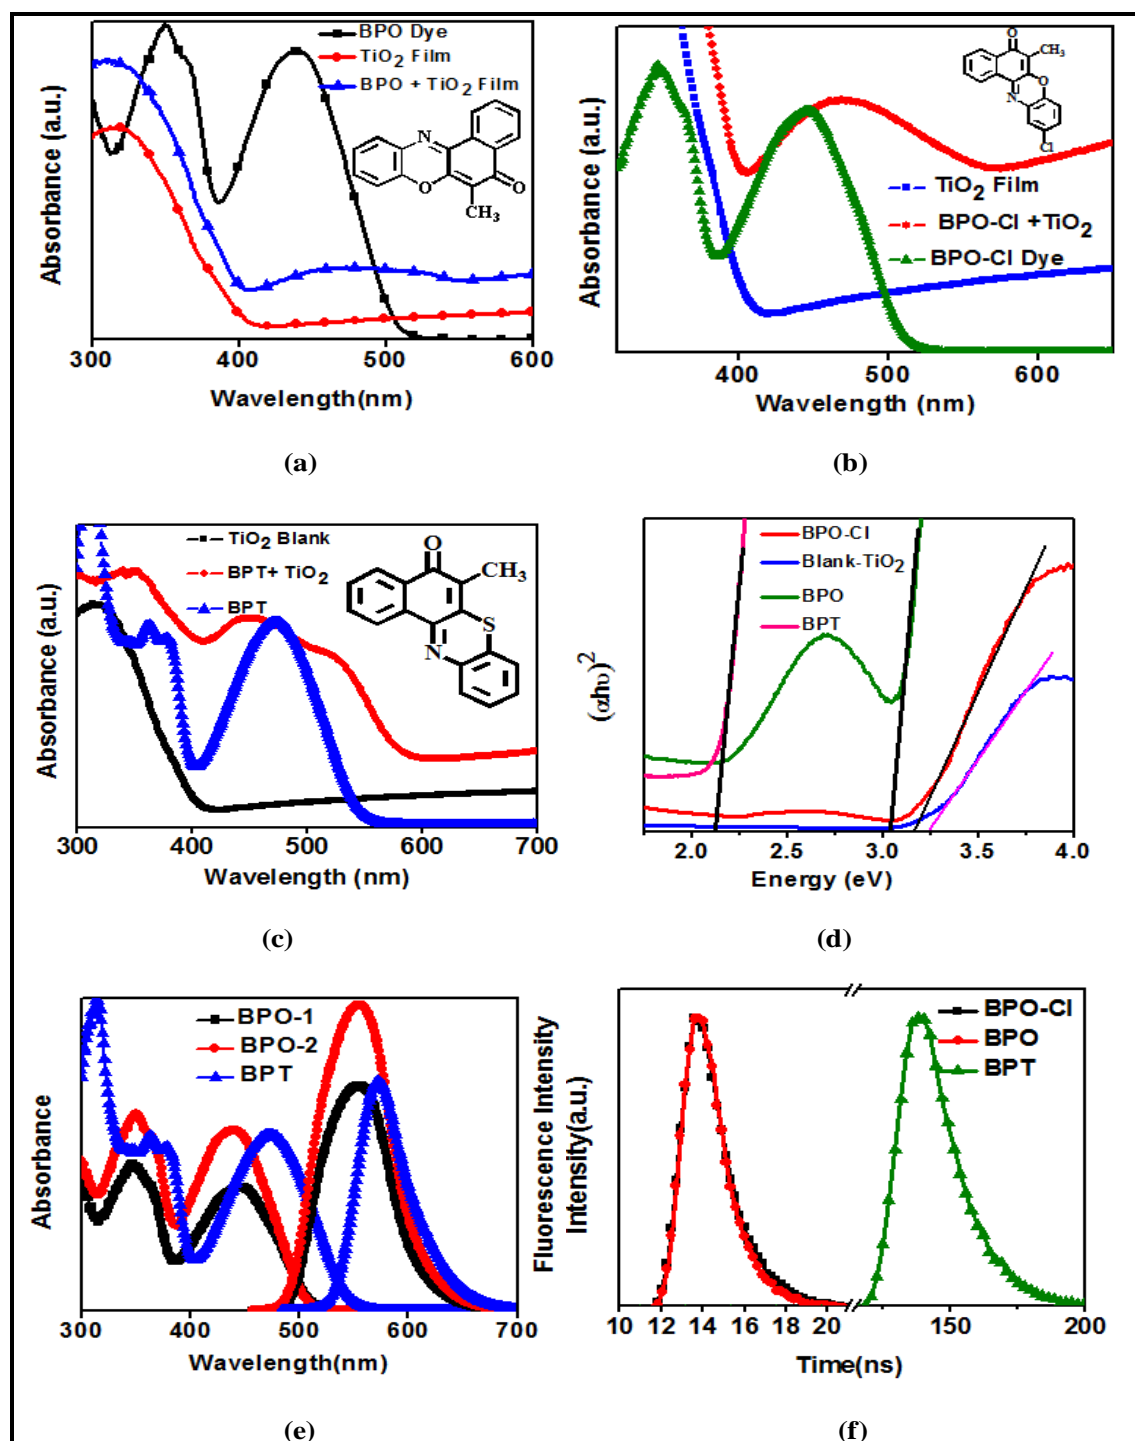 BPO Dye
TiO2 Film
BPO + TiO2 Film
N
O
O
CH3
Absorbance (a.u.)
300 400 500 600
Wavelength(nm)
(a)
O
CH3
O
N
Cl
TiO2 Film
BPO-Cl +TiO2
BPO-Cl Dye
Absorbance (a.u.)
400 500 600
Wavelength (nm)
(b)
TiO2 Blank
BPT+ TiO2
BPT
O
CH3
S
N
Absorbance (a.u.)
300 400 500 600 700
Wavelength (nm)
(c)
BPO-Cl
Blank-TiO2
BPO
BPT
(αhυ)2
2.0 2.5 3.0 3.5 4.0
Energy (eV)
(d)
BPO-1
BPO-2
BPT
Absorbance
Fluorescence Intensity
300 400 500 600 700
Wavelength(nm)
(e)
BPO-Cl
BPO
BPT
Intensity(a.u.)
10 12 14 16 18 20 150 200
Time(ns)
(f)